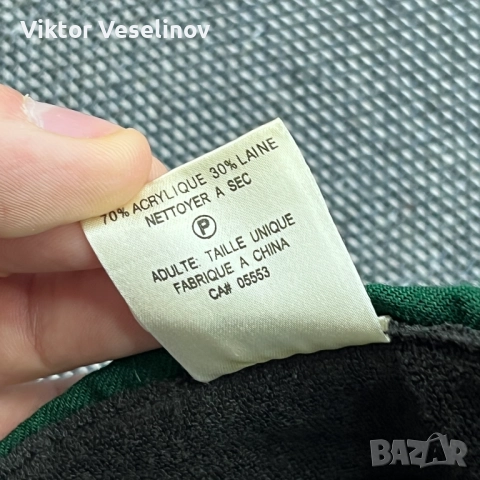 Viktor Veselinov
70% ACRYLIQUE 30% LAINE
NETTOYER A SEC
P
ADULTE: TAILLE UNIQUE
FABRIQUE A CHINA
CA# 05553
BAZAR